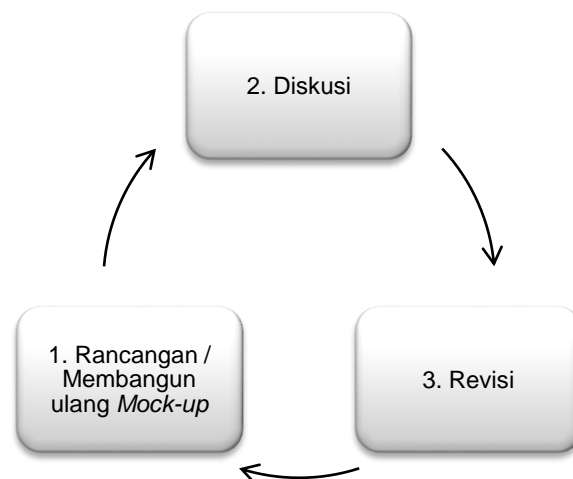 2. Diskusi
1. Rancangan /
Membangun
ulang Mock-up
3. Revisi